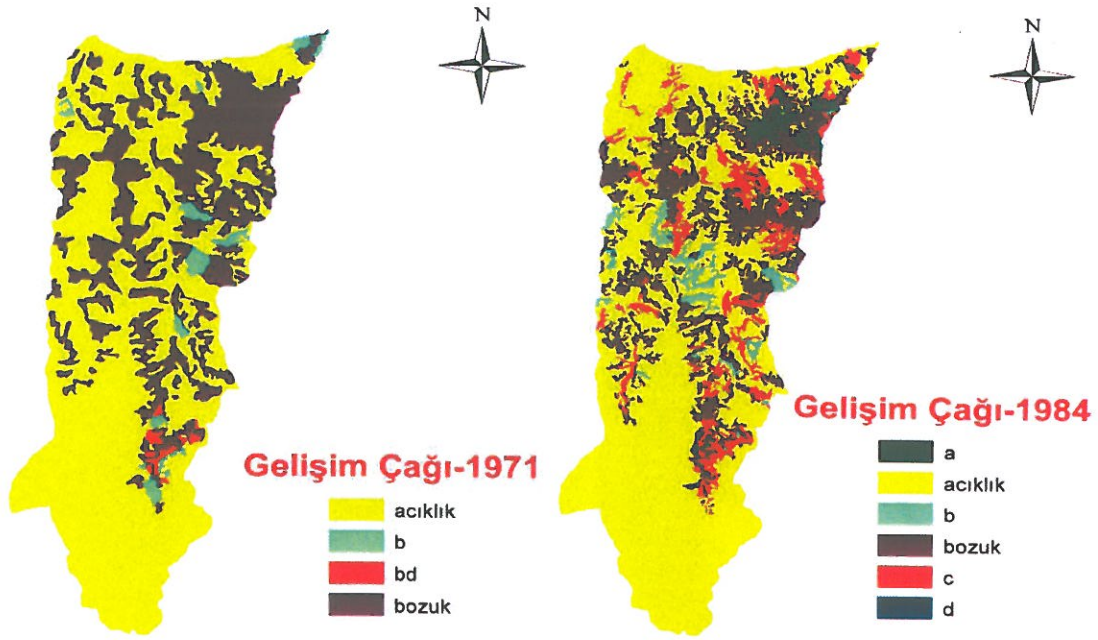 N
N
Gelişim Çağı-1971
acıklık
b
bd
bozuk
Gelişim Çağı-1984
a
acıklık
b
bozuk
c
d